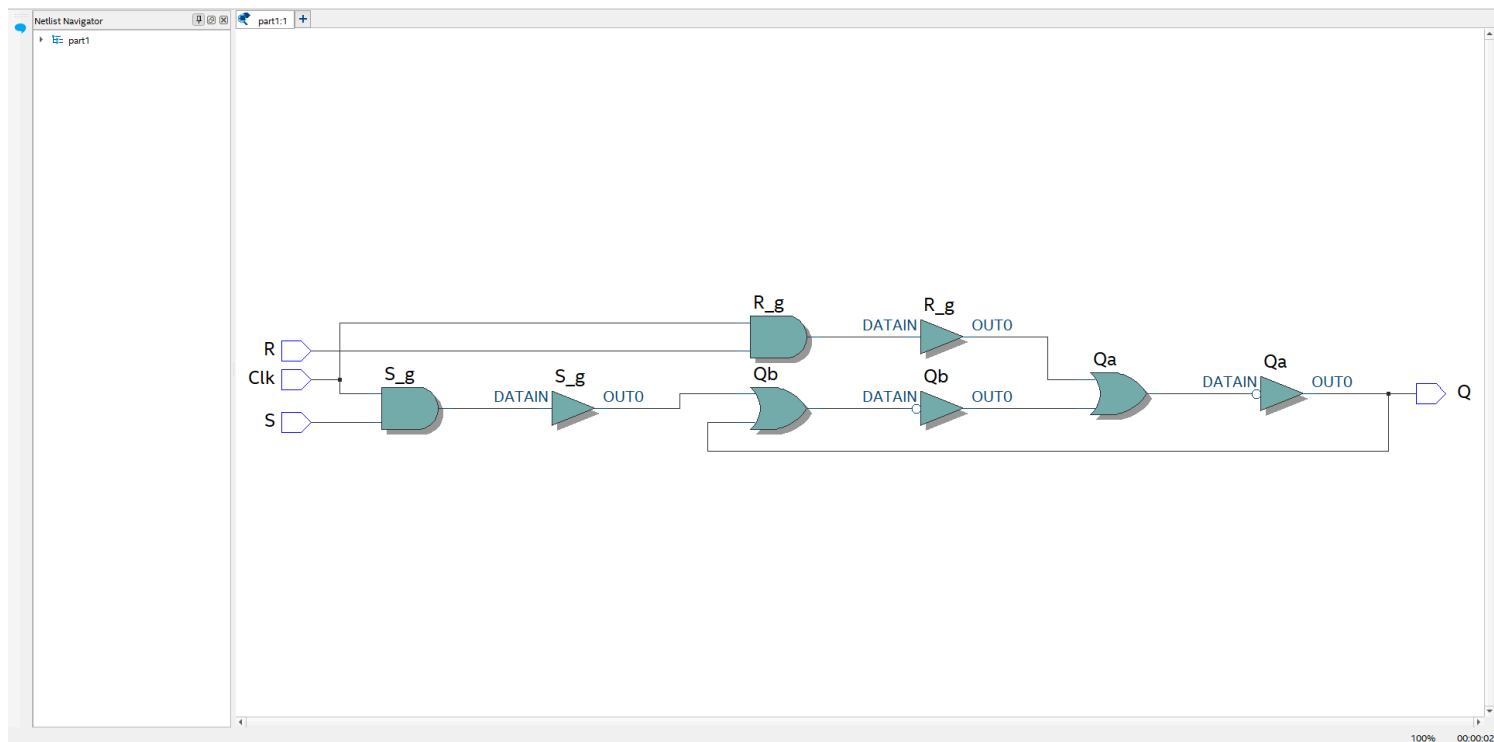 Netlist Navigator
part1:1
+
part1
R_g
R_g
DATAIN
OUT0
R
Clk
S
S_g
S_g
DATAIN
OUT0
Qb
Qb
DATAIN
OUT0
Qa
Qa
DATAIN
OUT0
Q
100%
00:00:02